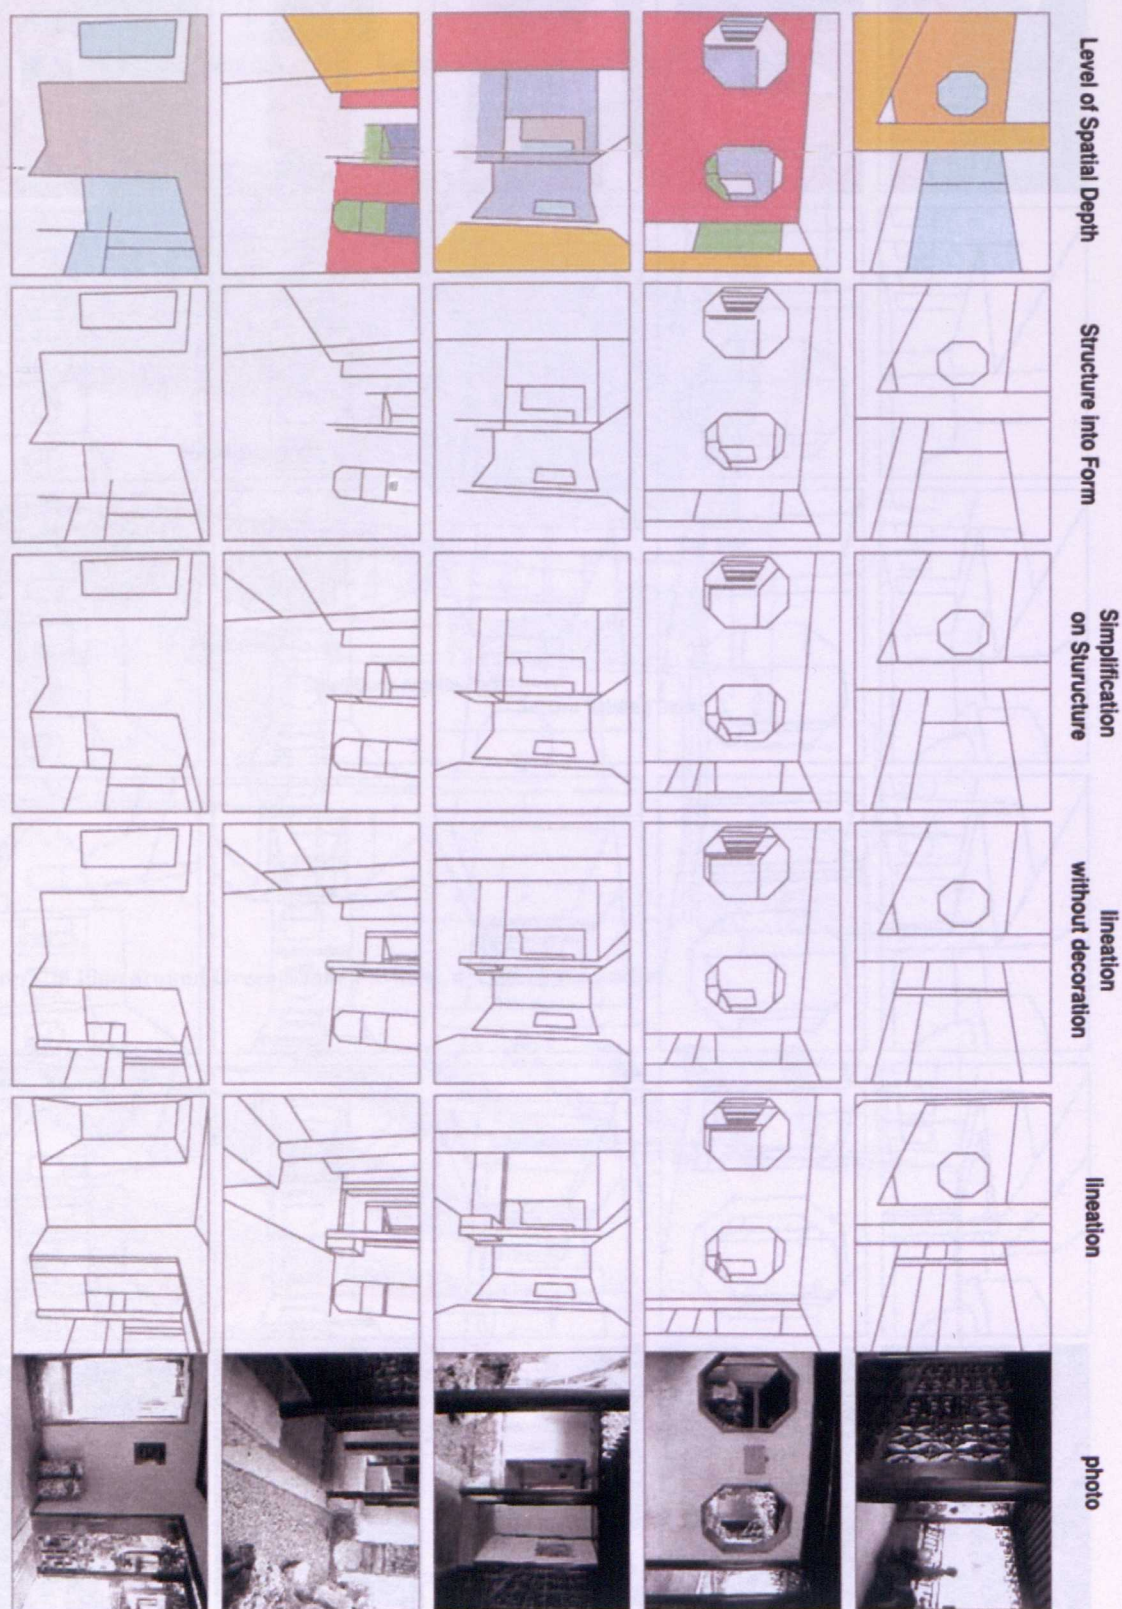 Level of Spatial Depth
Structure into Form
Simplification
on Sturucture
lineation
without decoration
lineation
photo